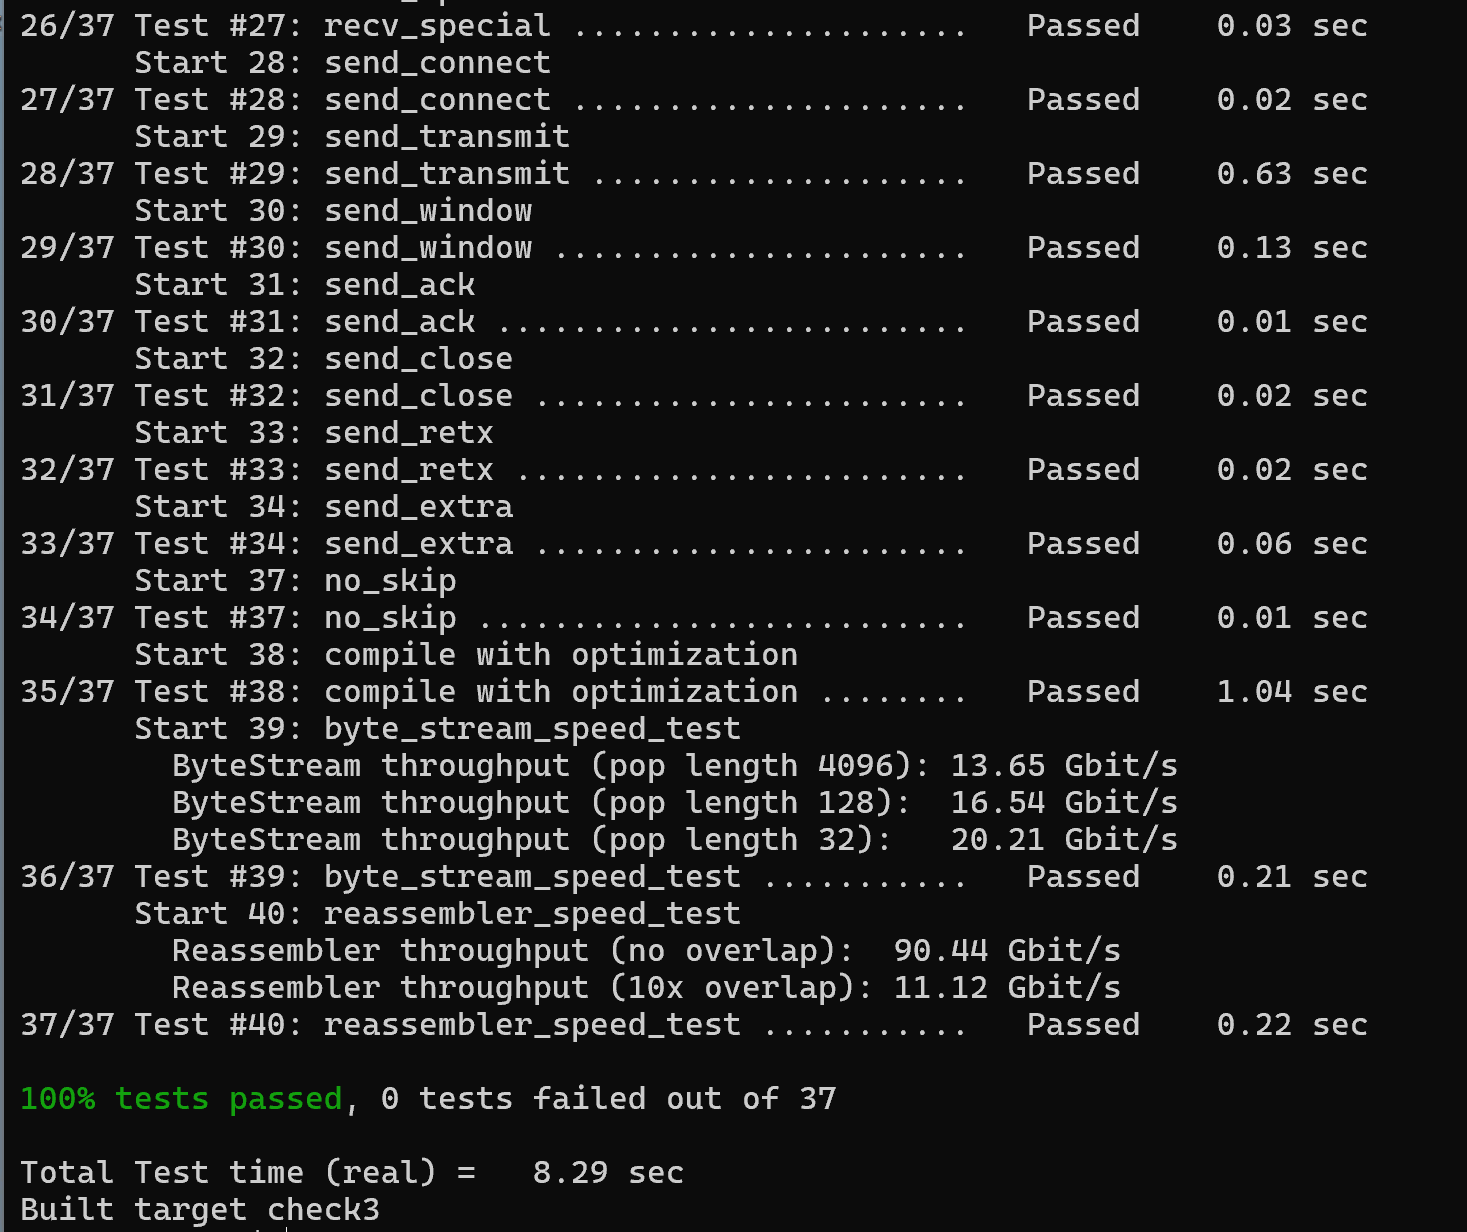 26/37 Test #27: recv_special .....................   Passed    0.03 sec
      Start 28: send_connect
27/37 Test #28: send_connect .....................   Passed    0.02 sec
      Start 29: send_transmit
28/37 Test #29: send_transmit ....................   Passed    0.63 sec
      Start 30: send_window
29/37 Test #30: send_window ......................   Passed    0.13 sec
      Start 31: send_ack
30/37 Test #31: send_ack .........................   Passed    0.01 sec
      Start 32: send_close
31/37 Test #32: send_close .......................   Passed    0.02 sec
      Start 33: send_retx
32/37 Test #33: send_retx ........................   Passed    0.02 sec
      Start 34: send_extra
33/37 Test #34: send_extra .......................   Passed    0.06 sec
      Start 37: no_skip
34/37 Test #37: no_skip ..........................   Passed    0.01 sec
      Start 38: compile with optimization
35/37 Test #38: compile with optimization ........   Passed    1.04 sec
      Start 39: byte_stream_speed_test
        ByteStream throughput (pop length 4096): 13.65 Gbit/s
        ByteStream throughput (pop length 128):  16.54 Gbit/s
        ByteStream throughput (pop length 32):   20.21 Gbit/s
36/37 Test #39: byte_stream_speed_test ...........   Passed    0.21 sec
      Start 40: reassembler_speed_test
        Reassembler throughput (no overlap):  90.44 Gbit/s
        Reassembler throughput (10x overlap): 11.12 Gbit/s
37/37 Test #40: reassembler_speed_test ...........   Passed    0.22 sec

100% tests passed, 0 tests failed out of 37

Total Test time (real) =   8.29 sec
Built target check3